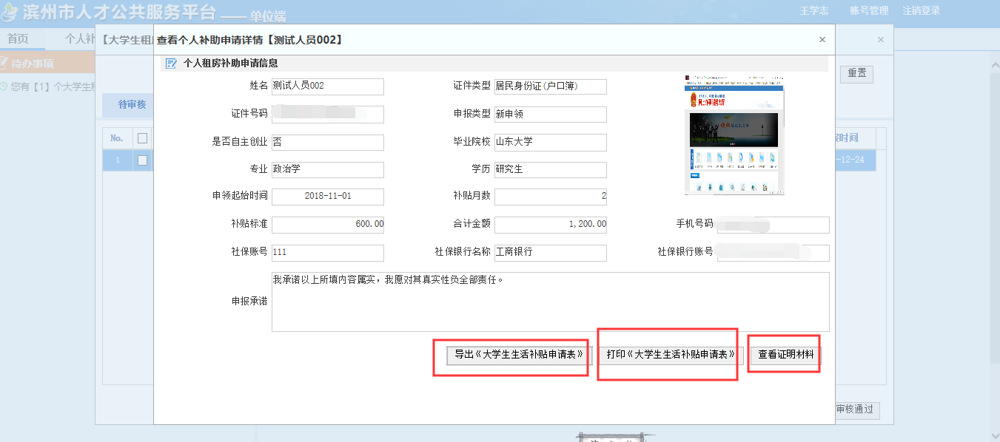 滨州市人才公共服务平台 —— 单位端
王学志 账号管理 注销登录
首页 个人补
【大学生租房
查看个人补助申请详情【测试人员002】
待办事项
个人租房补助申请信息
您有【1】个大学生租
重置
待审核
姓名 测试人员002 证件类型 居民身份证(户口簿)
证件号码 申报类型 新申领
No.
是否自主创业 否 毕业院校 山东大学
报时间
1
-12-24
专业 政治学 学历 研究生
申领起始时间 2018-11-01 补贴月数 2
补贴标准 600.00 合计金额 1,200.00 手机号码
社保账号 111 社保银行名称 工商银行 社保银行账号
申报承诺 我承诺以上所填内容属实，我愿对其真实性负全部责任。
导出《大学生生活补贴申请表》 打印《大学生生活补贴申请表》 查看证明材料
审核通过